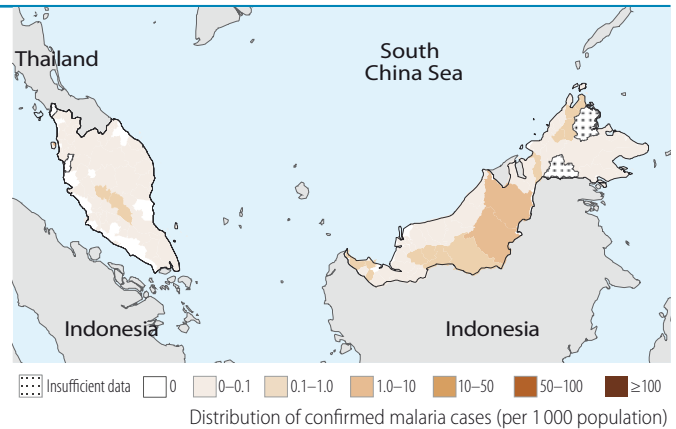 Thailand
South
China Sea
Indonesia
Indonesia
Insufficient data 0 0–0.1 0.1–1.0 1.0–10 10–50 50–100 ≥100
Distribution of confirmed malaria cases (per 1 000 population)